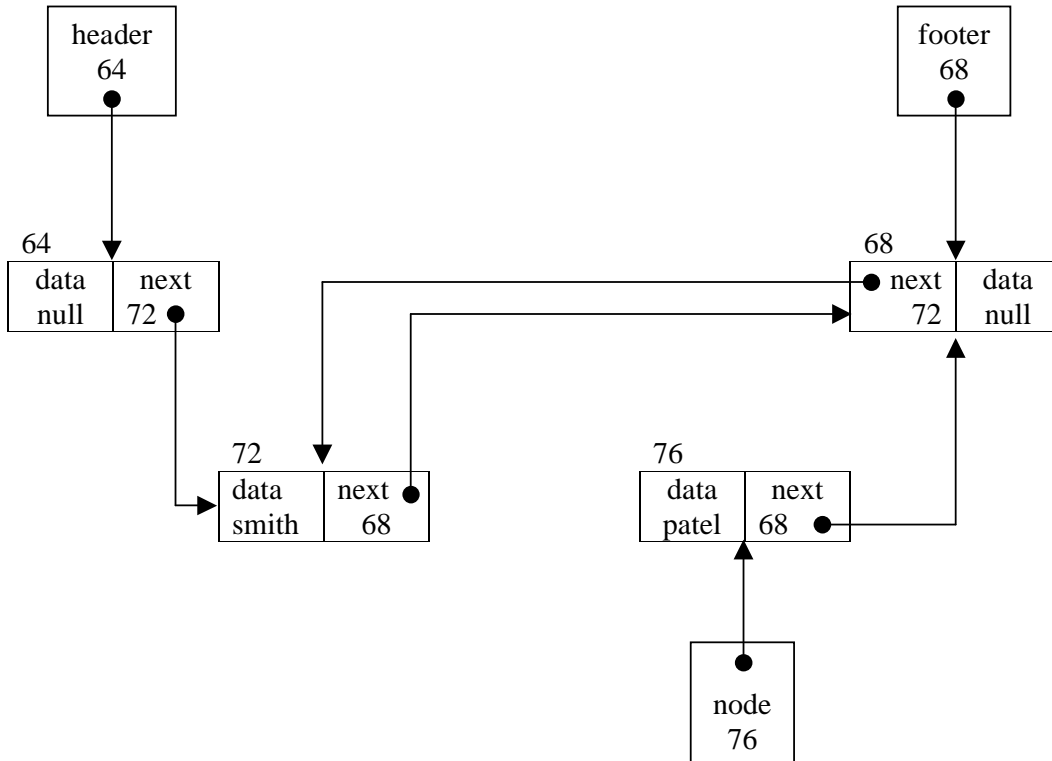 header
64
footer
68
64
data
null
next
72
68
next
72
data
null
72
data
smith
next
68
76
data
patel
next
68
node
76